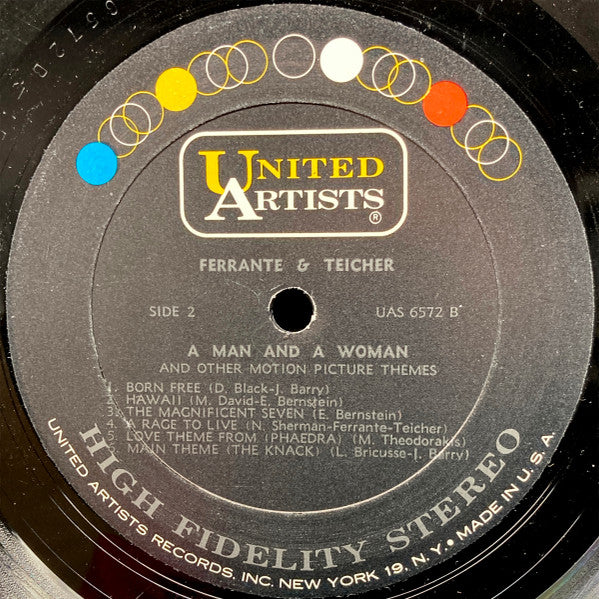 UNITED
ARTISTS
®
FERRANTE & TEICHER
SIDE 2
UAS 6572 B
A MAN AND A WOMAN
AND OTHER MOTION PICTURE THEMES
1. BORN FREE (D. Black-J. Barry)
2. HAWAII (M. David-E. Bernstein)
3. THE MAGNIFICENT SEVEN (E. Bernstein)
4. A RAGE TO LIVE (N. Sherman-Ferrante-Teicher)
5. LOVE THEME FROM (PHAEDRA) (M. Theodorakis)
6. MAIN THEME (THE KNACK) (L. Bricusse-J. Barry)
HIGH FIDELITY STEREO
UNITED ARTISTS RECORDS, INC. NEW YORK 19, N.Y. • MADE IN U.S.A.